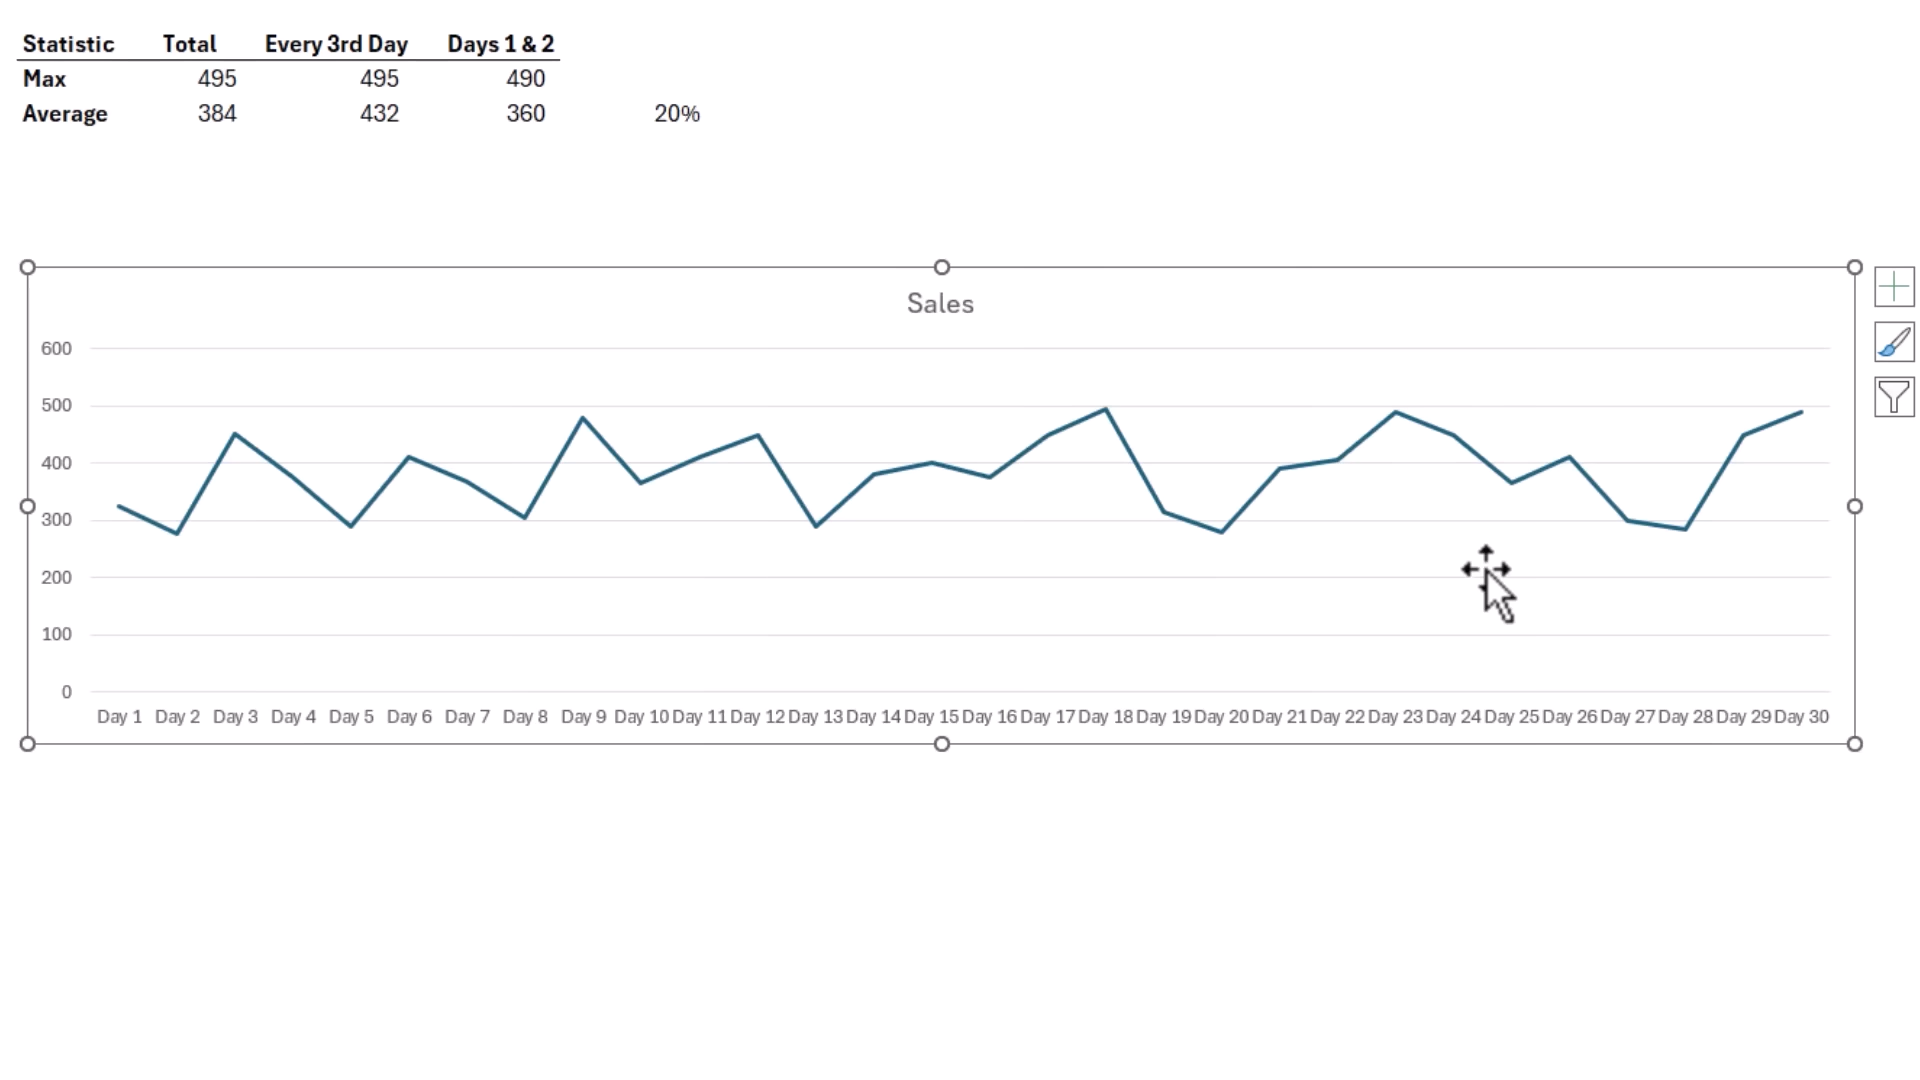 Statistic Total Every 3rd Day Days 1 & 2
Max 495 495 490
Average 384 432 360 20%
Sales
600
500
400
300
200
100
0
Day 1 Day 2 Day 3 Day 4 Day 5 Day 6 Day 7 Day 8 Day 9 Day 10 Day 11 Day 12 Day 13 Day 14 Day 15 Day 16 Day 17 Day 18 Day 19 Day 20 Day 21 Day 22 Day 23 Day 24 Day 25 Day 26 Day 27 Day 28 Day 29 Day 30